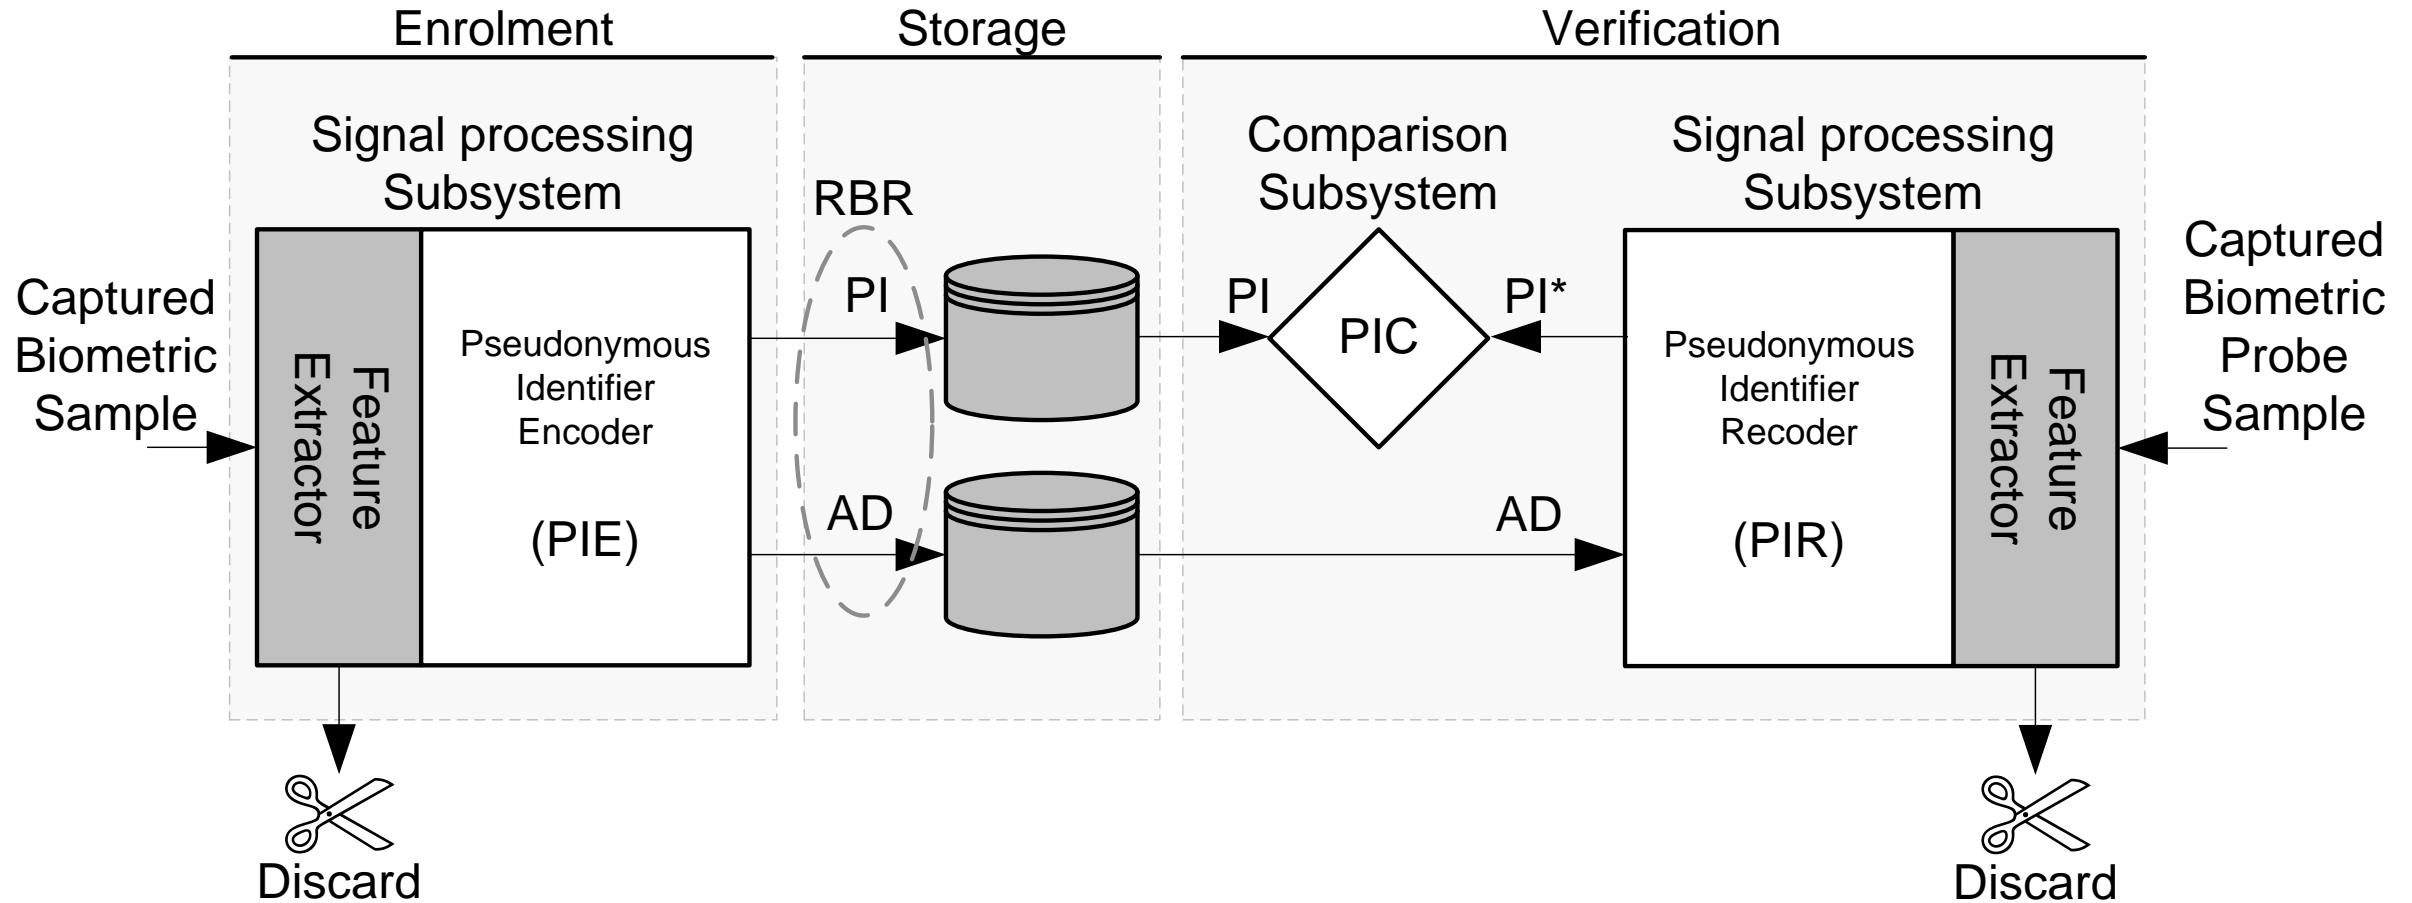 Enrolment
Storage
Verification
Signal processing
Subsystem
Comparison
Subsystem
Signal processing
Subsystem
RBR
Captured
Biometric
Sample
Feature
Extractor
Pseudonymous
Identifier
Encoder
(PIE)
PI
AD
PI
PIC
PI*
AD
Pseudonymous
Identifier
Recoder
(PIR)
Feature
Extractor
Captured
Biometric
Probe
Sample
Discard
Discard